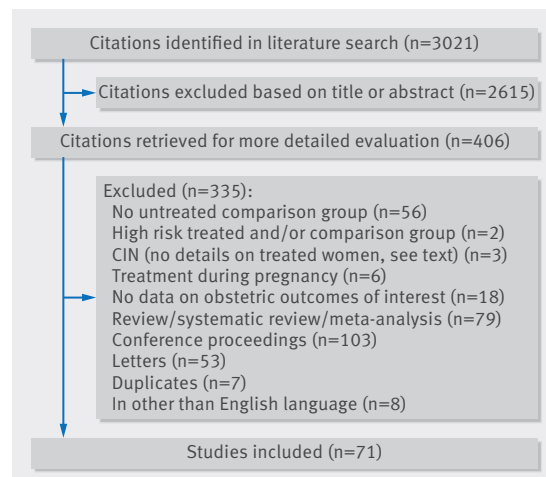 Citations identified in literature search (n=3021)
Citations excluded based on title or abstract (n=2615)
Citations retrieved for more detailed evaluation (n=406)
Excluded (n=335):
No untreated comparison group (n=56)
High risk treated and/or comparison group (n=2)
CIN (no details on treated women, see text) (n=3)
Treatment during pregnancy (n=6)
No data on obstetric outcomes of interest (n=18)
Review/systematic review/meta-analysis (n=79)
Conference proceedings (n=103)
Letters (n=53)
Duplicates (n=7)
In other than English language (n=8)
Studies included (n=71)